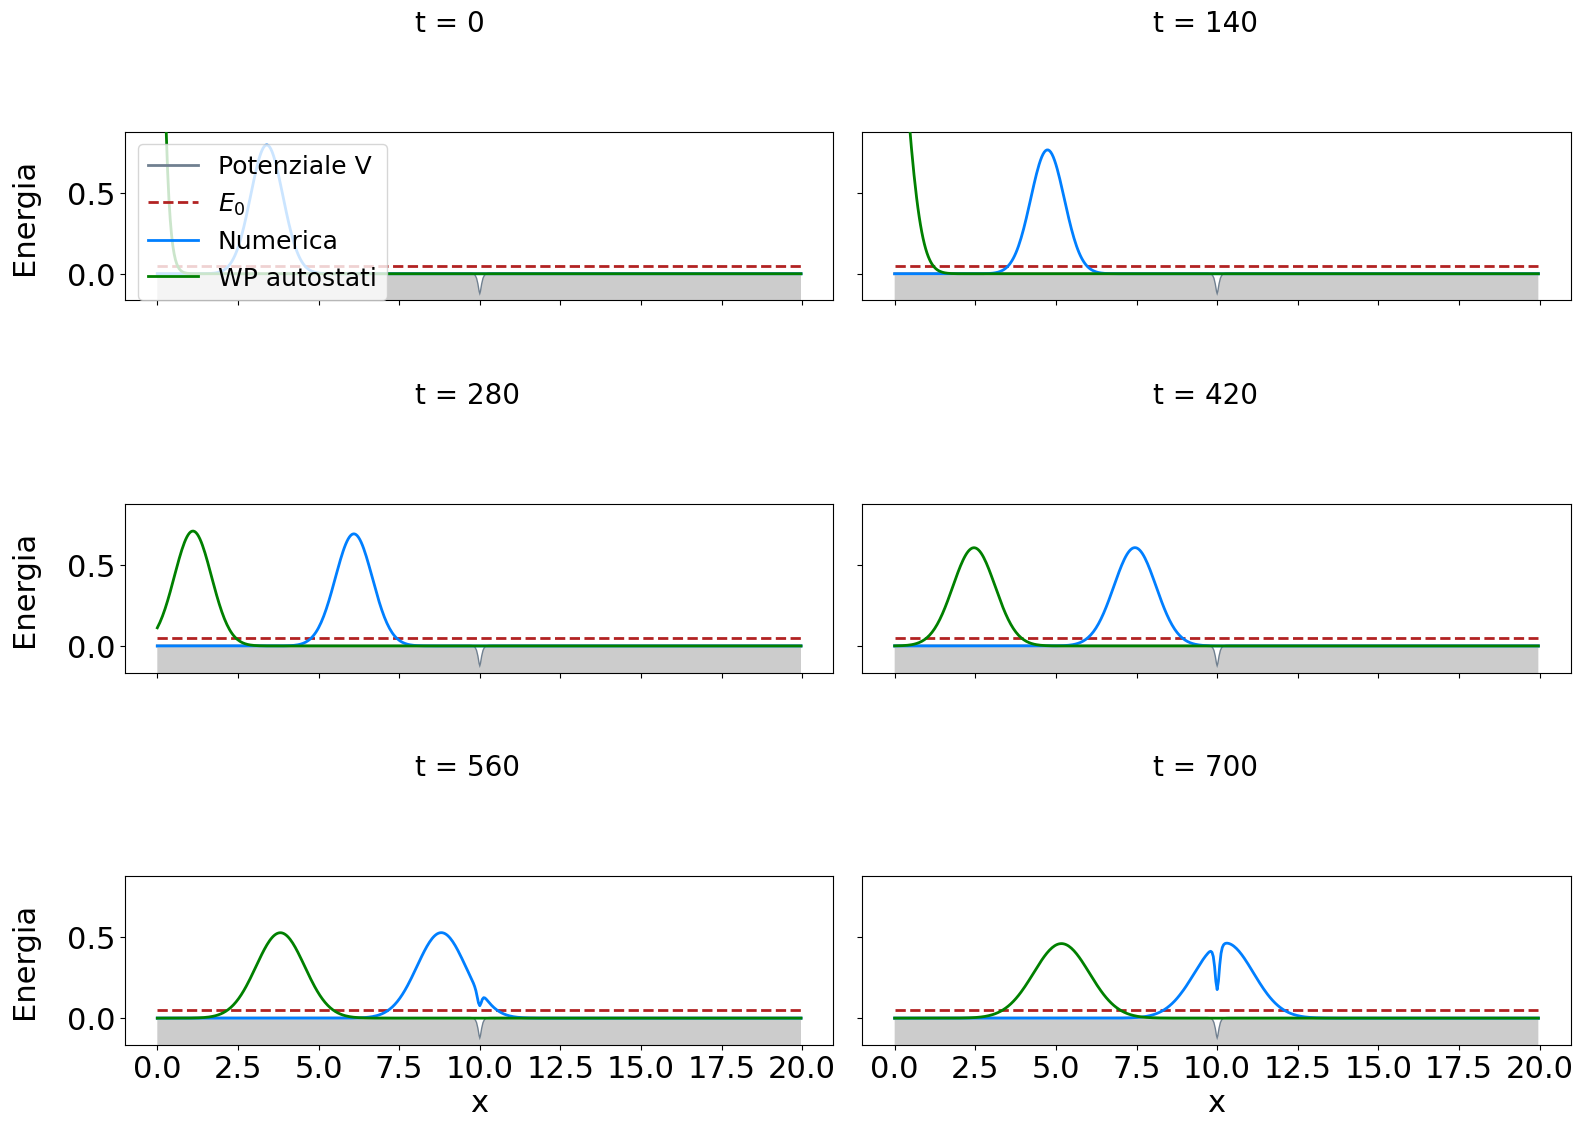 t = 0
t = 140
Energia
0.5
0.0
Potenziale V
E0
Numerica
WP autostati
t = 280
t = 420
Energia
0.5
0.0
t = 560
t = 700
Energia
0.5
0.0
0.0 2.5 5.0 7.5 10.0 12.5 15.0 17.5 20.0
0.0 2.5 5.0 7.5 10.0 12.5 15.0 17.5 20.0
x
x